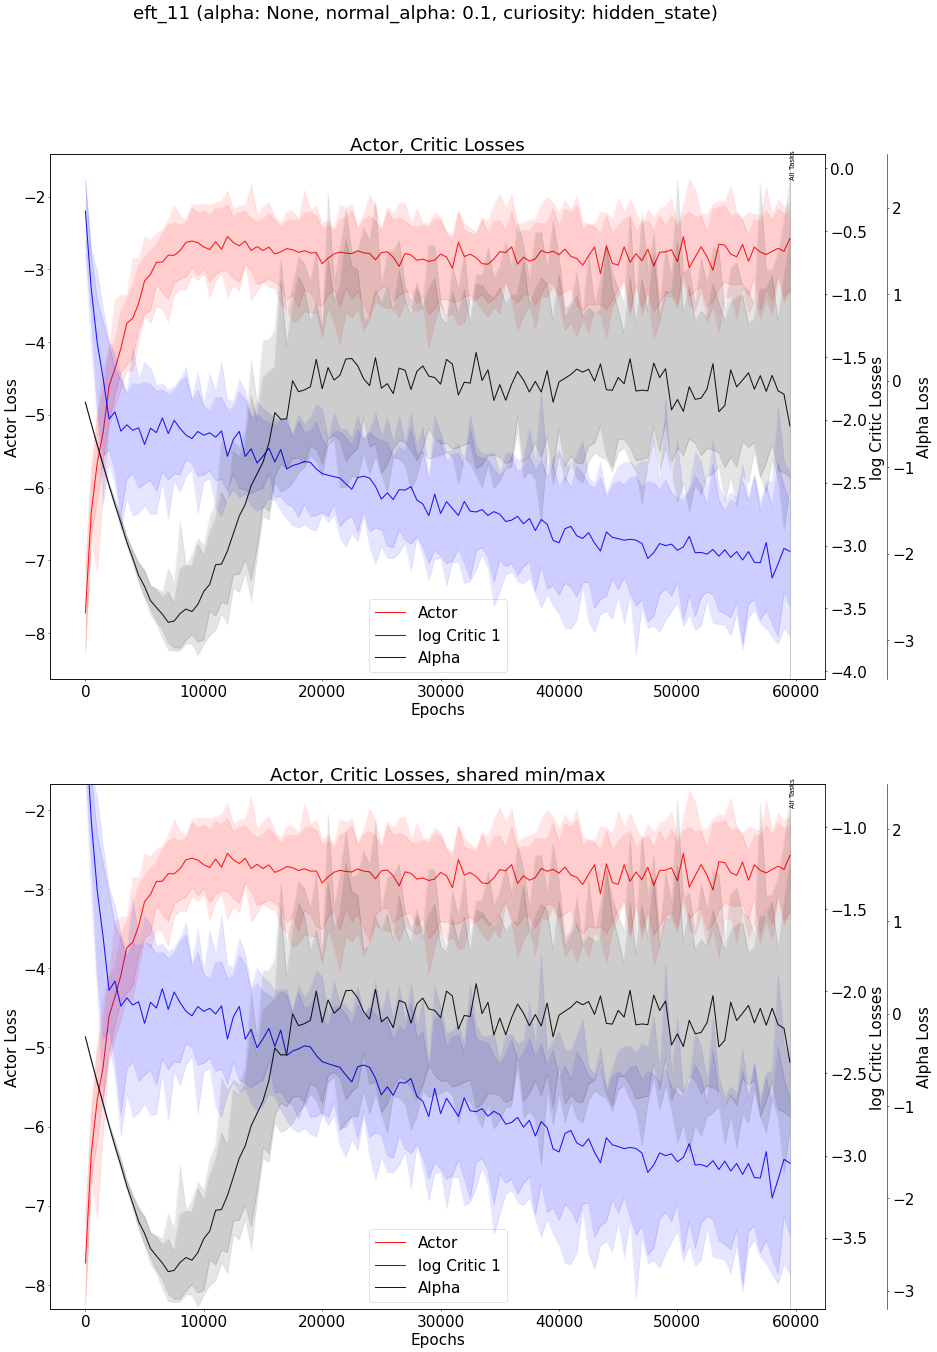 eft_11 (alpha: None, normal_alpha: 0.1, curiosity: hidden_state)
Actor, Critic Losses
All Tasks
−2
−3
−4
−5
−6
−7
−8
Actor Loss
0.0
−0.5
−1.0
−1.5
−2.0
−2.5
−3.0
−3.5
−4.0
log Critic Losses
2
1
0
−1
−2
−3
Alpha Loss
Actor
log Critic 1
Alpha
0 10000 20000 30000 40000 50000 60000
Epochs
Actor, Critic Losses, shared min/max
All Tasks
−2
−3
−4
−5
−6
−7
−8
Actor Loss
−1.0
−1.5
−2.0
−2.5
−3.0
−3.5
log Critic Losses
2
1
0
−1
−2
−3
Alpha Loss
Actor
log Critic 1
Alpha
0 10000 20000 30000 40000 50000 60000
Epochs